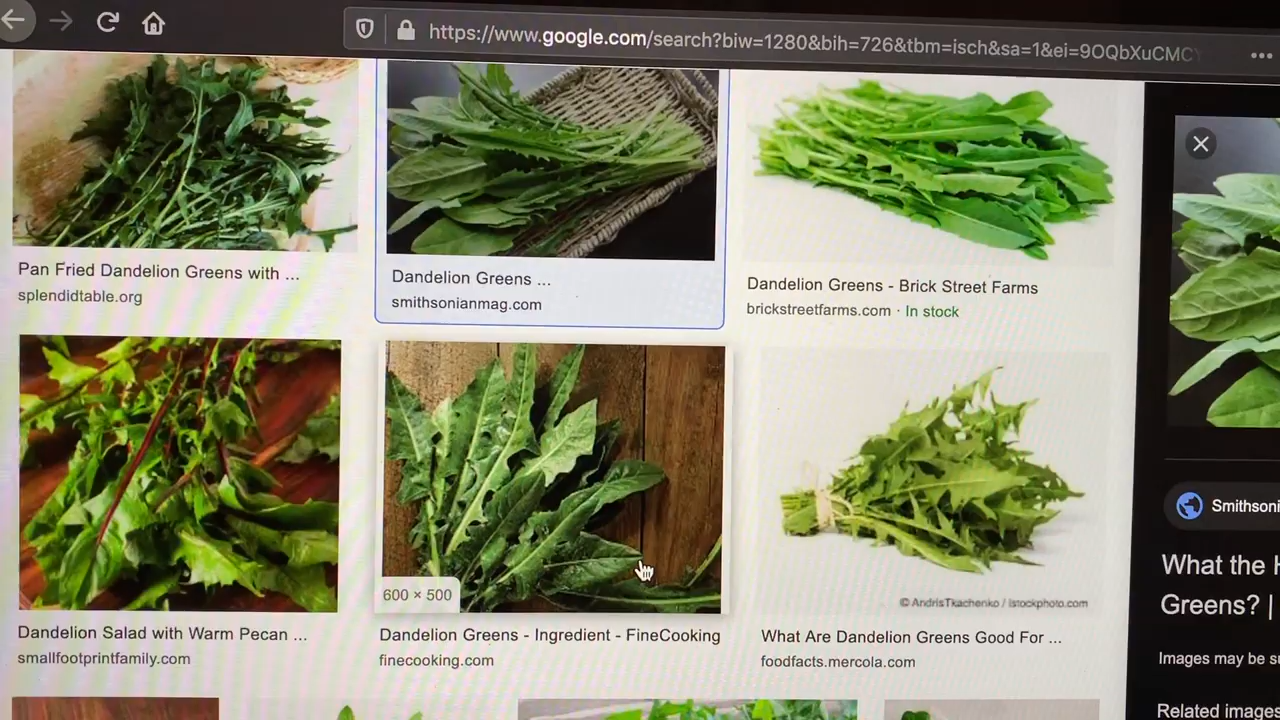 https://www.google.com/search?biw=1280&bih=726&tbm=isch&sa=1&ei=9OQbXuCMC
Pan Fried Dandelion Greens with ...
splendidtable.org
Dandelion Greens ...
smithsonianmag.com
Dandelion Greens - Brick Street Farms
brickstreetfarms.com · In stock
600 × 500
© AndrisTkachenko / istockphoto.com
Dandelion Salad with Warm Pecan ...
smallfootprintfamily.com
Dandelion Greens - Ingredient - FineCooking
finecooking.com
What Are Dandelion Greens Good For ...
foodfacts.mercola.com
Smithsoni
What the H
Greens? |
Images may be s
Related images